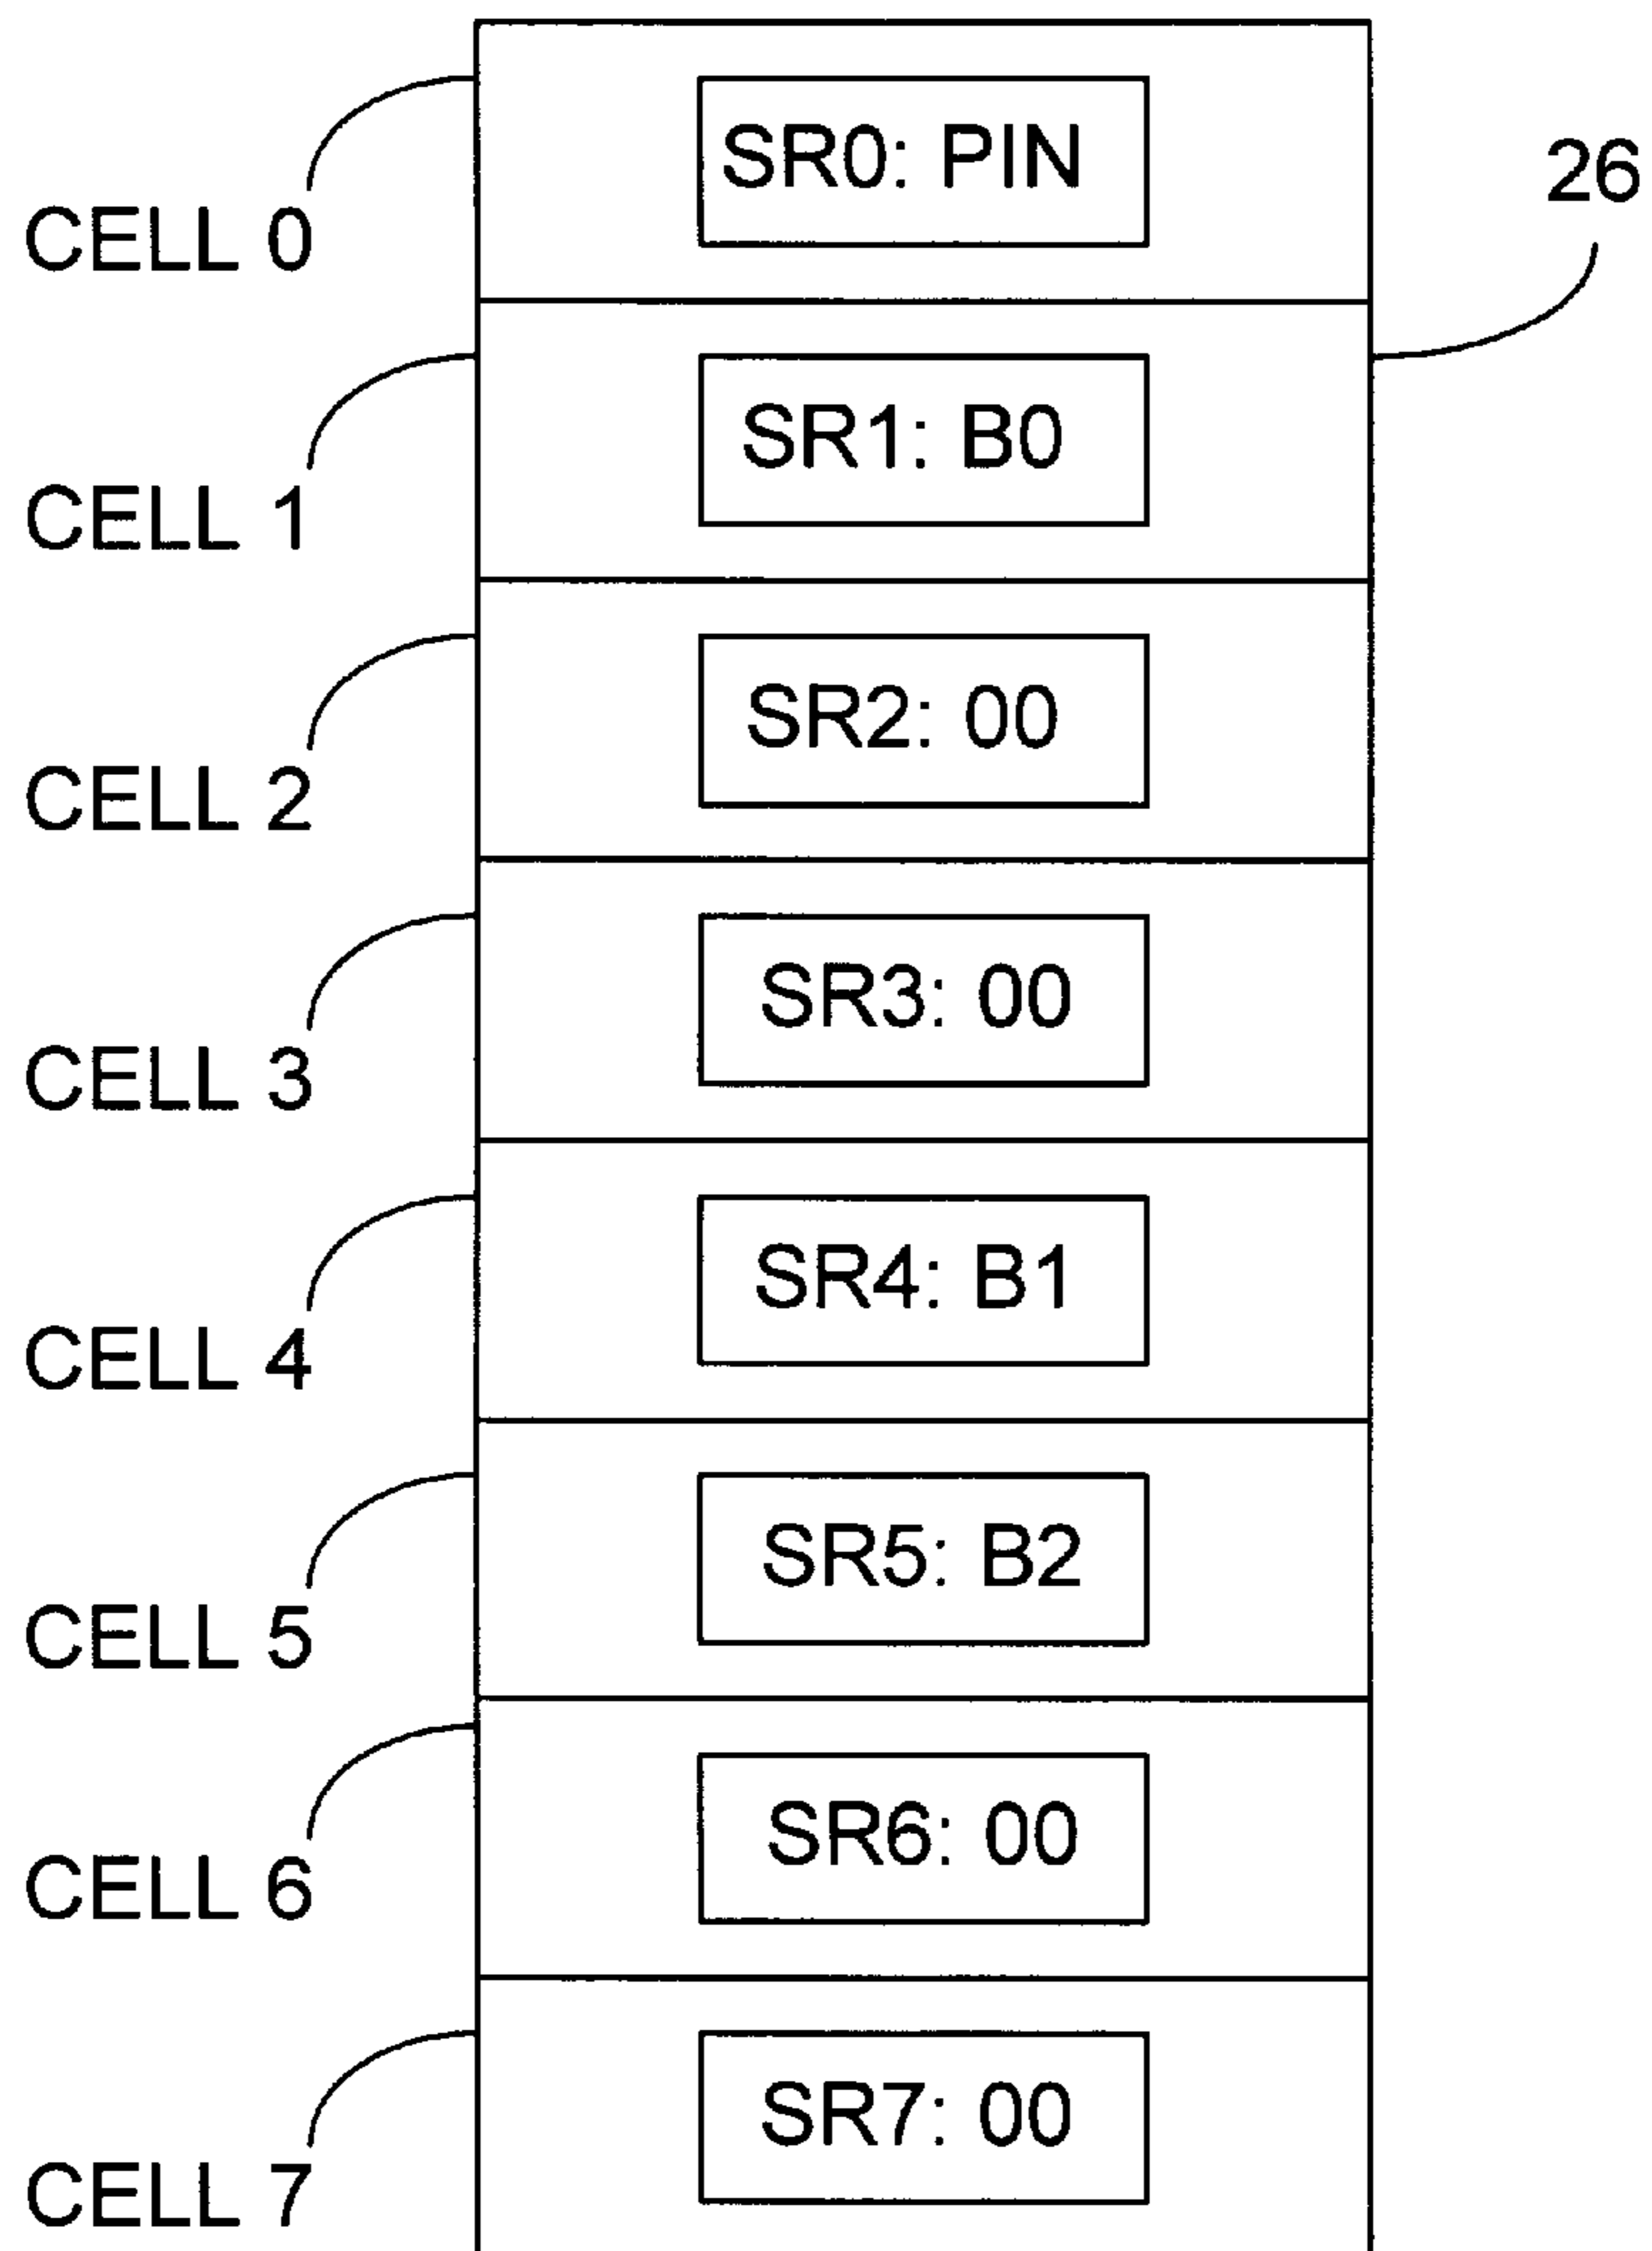 SR0: PIN
26
CELL 0
SR1: B0
CELL 1
SR2: 00
CELL 2
SR3: 00
CELL 3
SR4: B1
CELL 4
SR5: B2
CELL 5
SR6: 00
CELL 6
SR7: 00
CELL 7